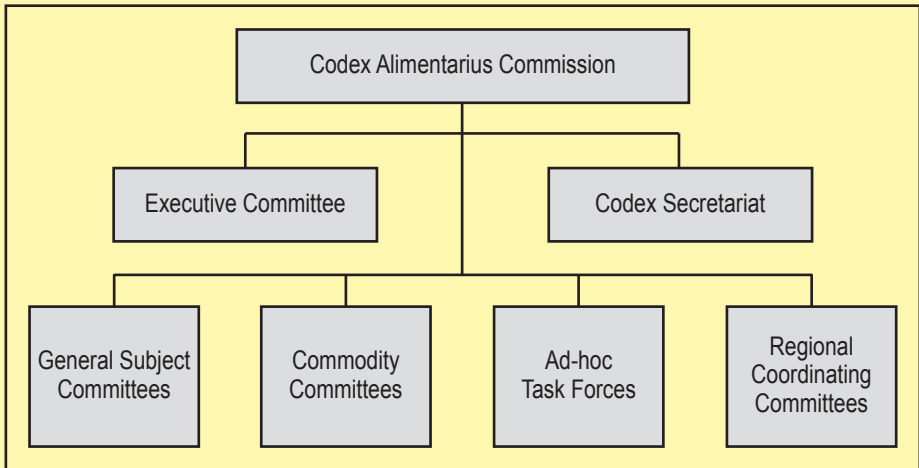 Codex Alimentarius Commission
Executive Committee
Codex Secretariat
General Subject
Committees
Commodity
Committees
Ad-hoc
Task Forces
Regional
Coordinating
Committees